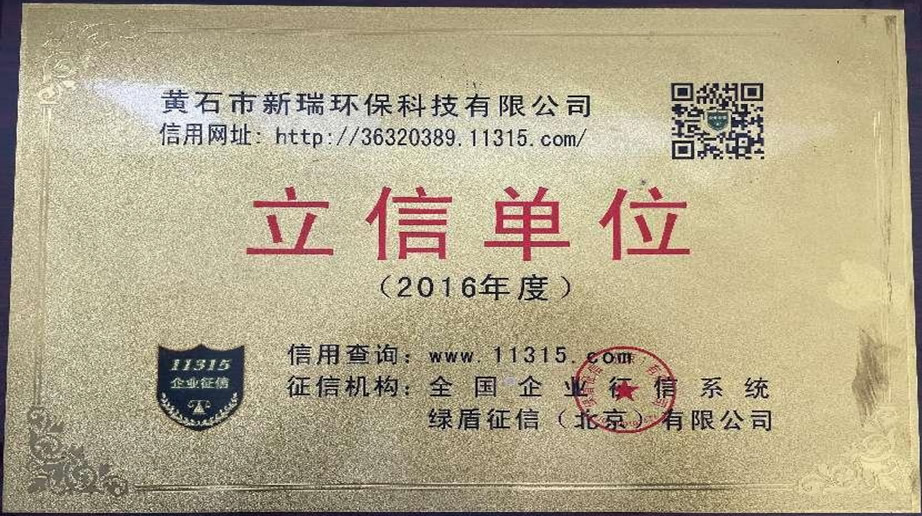 黄石市新瑞环保科技有限公司
信用网址: http://36320389.11315.com/
立信单位
（2016年度）
11315
企业征信
信用查询：www.11315.com
征信机构：全国企业征信系统
绿盾征信（北京）有限公司